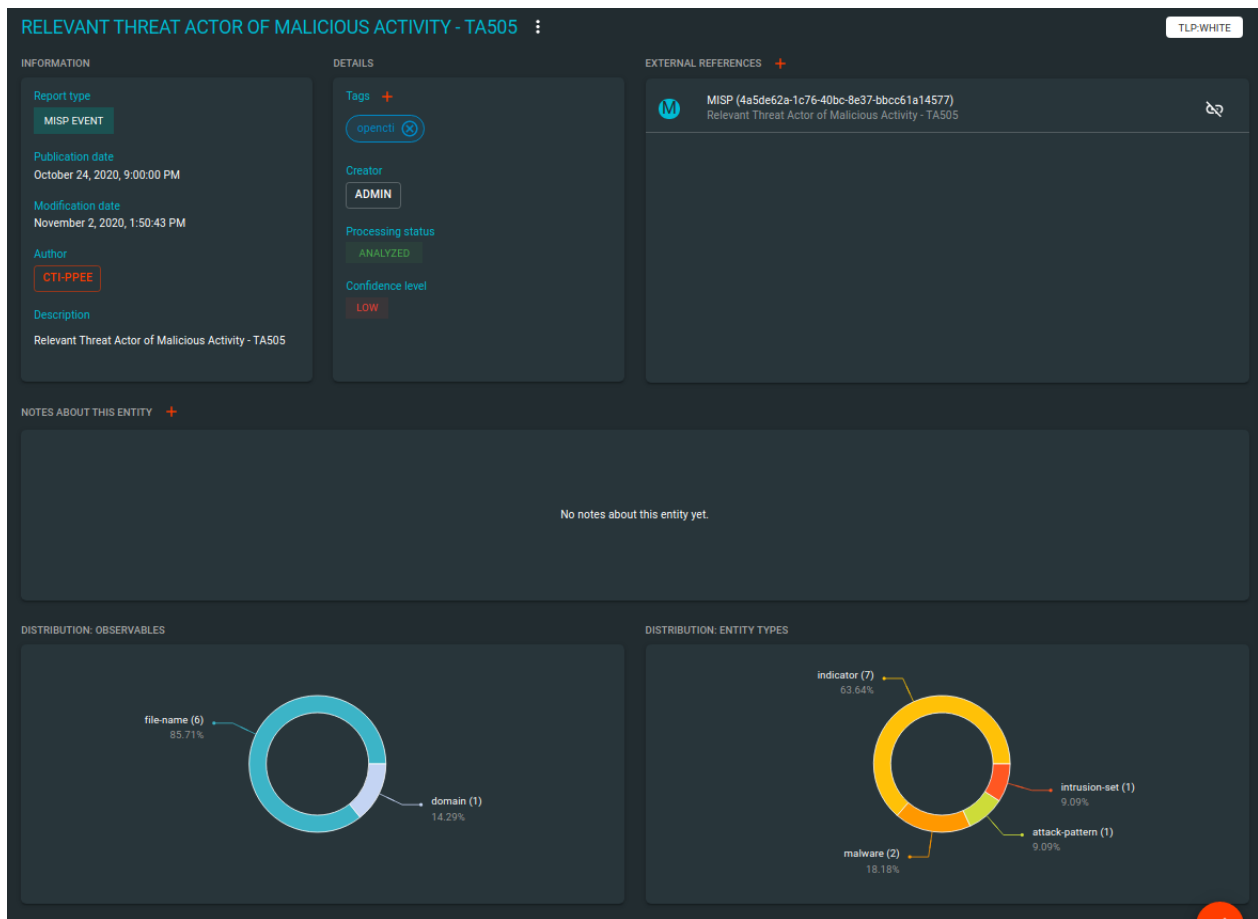 RELEVANT THREAT ACTOR OF MALICIOUS ACTIVITY - TA505
TLP:WHITE
INFORMATION
Report type
MISP EVENT
Publication date
October 24, 2020, 9:00:00 PM
Modification date
November 2, 2020, 1:50:43 PM
Author
CTI-PPEE
Description
Relevant Threat Actor of Malicious Activity - TA505
DETAILS
Tags +
opencti
Creator
ADMIN
Processing status
ANALYZED
Confidence level
LOW
EXTERNAL REFERENCES +
M
MISP (4a5de62a-1c76-40bc-8e37-bbcc61a14577)
Relevant Threat Actor of Malicious Activity - TA505
NOTES ABOUT THIS ENTITY +
No notes about this entity yet.
DISTRIBUTION: OBSERVABLES
file-name (6)
85.71%
domain (1)
14.29%
DISTRIBUTION: ENTITY TYPES
indicator (7)
63.64%
intrusion-set (1)
9.09%
attack-pattern (1)
9.09%
malware (2)
18.18%